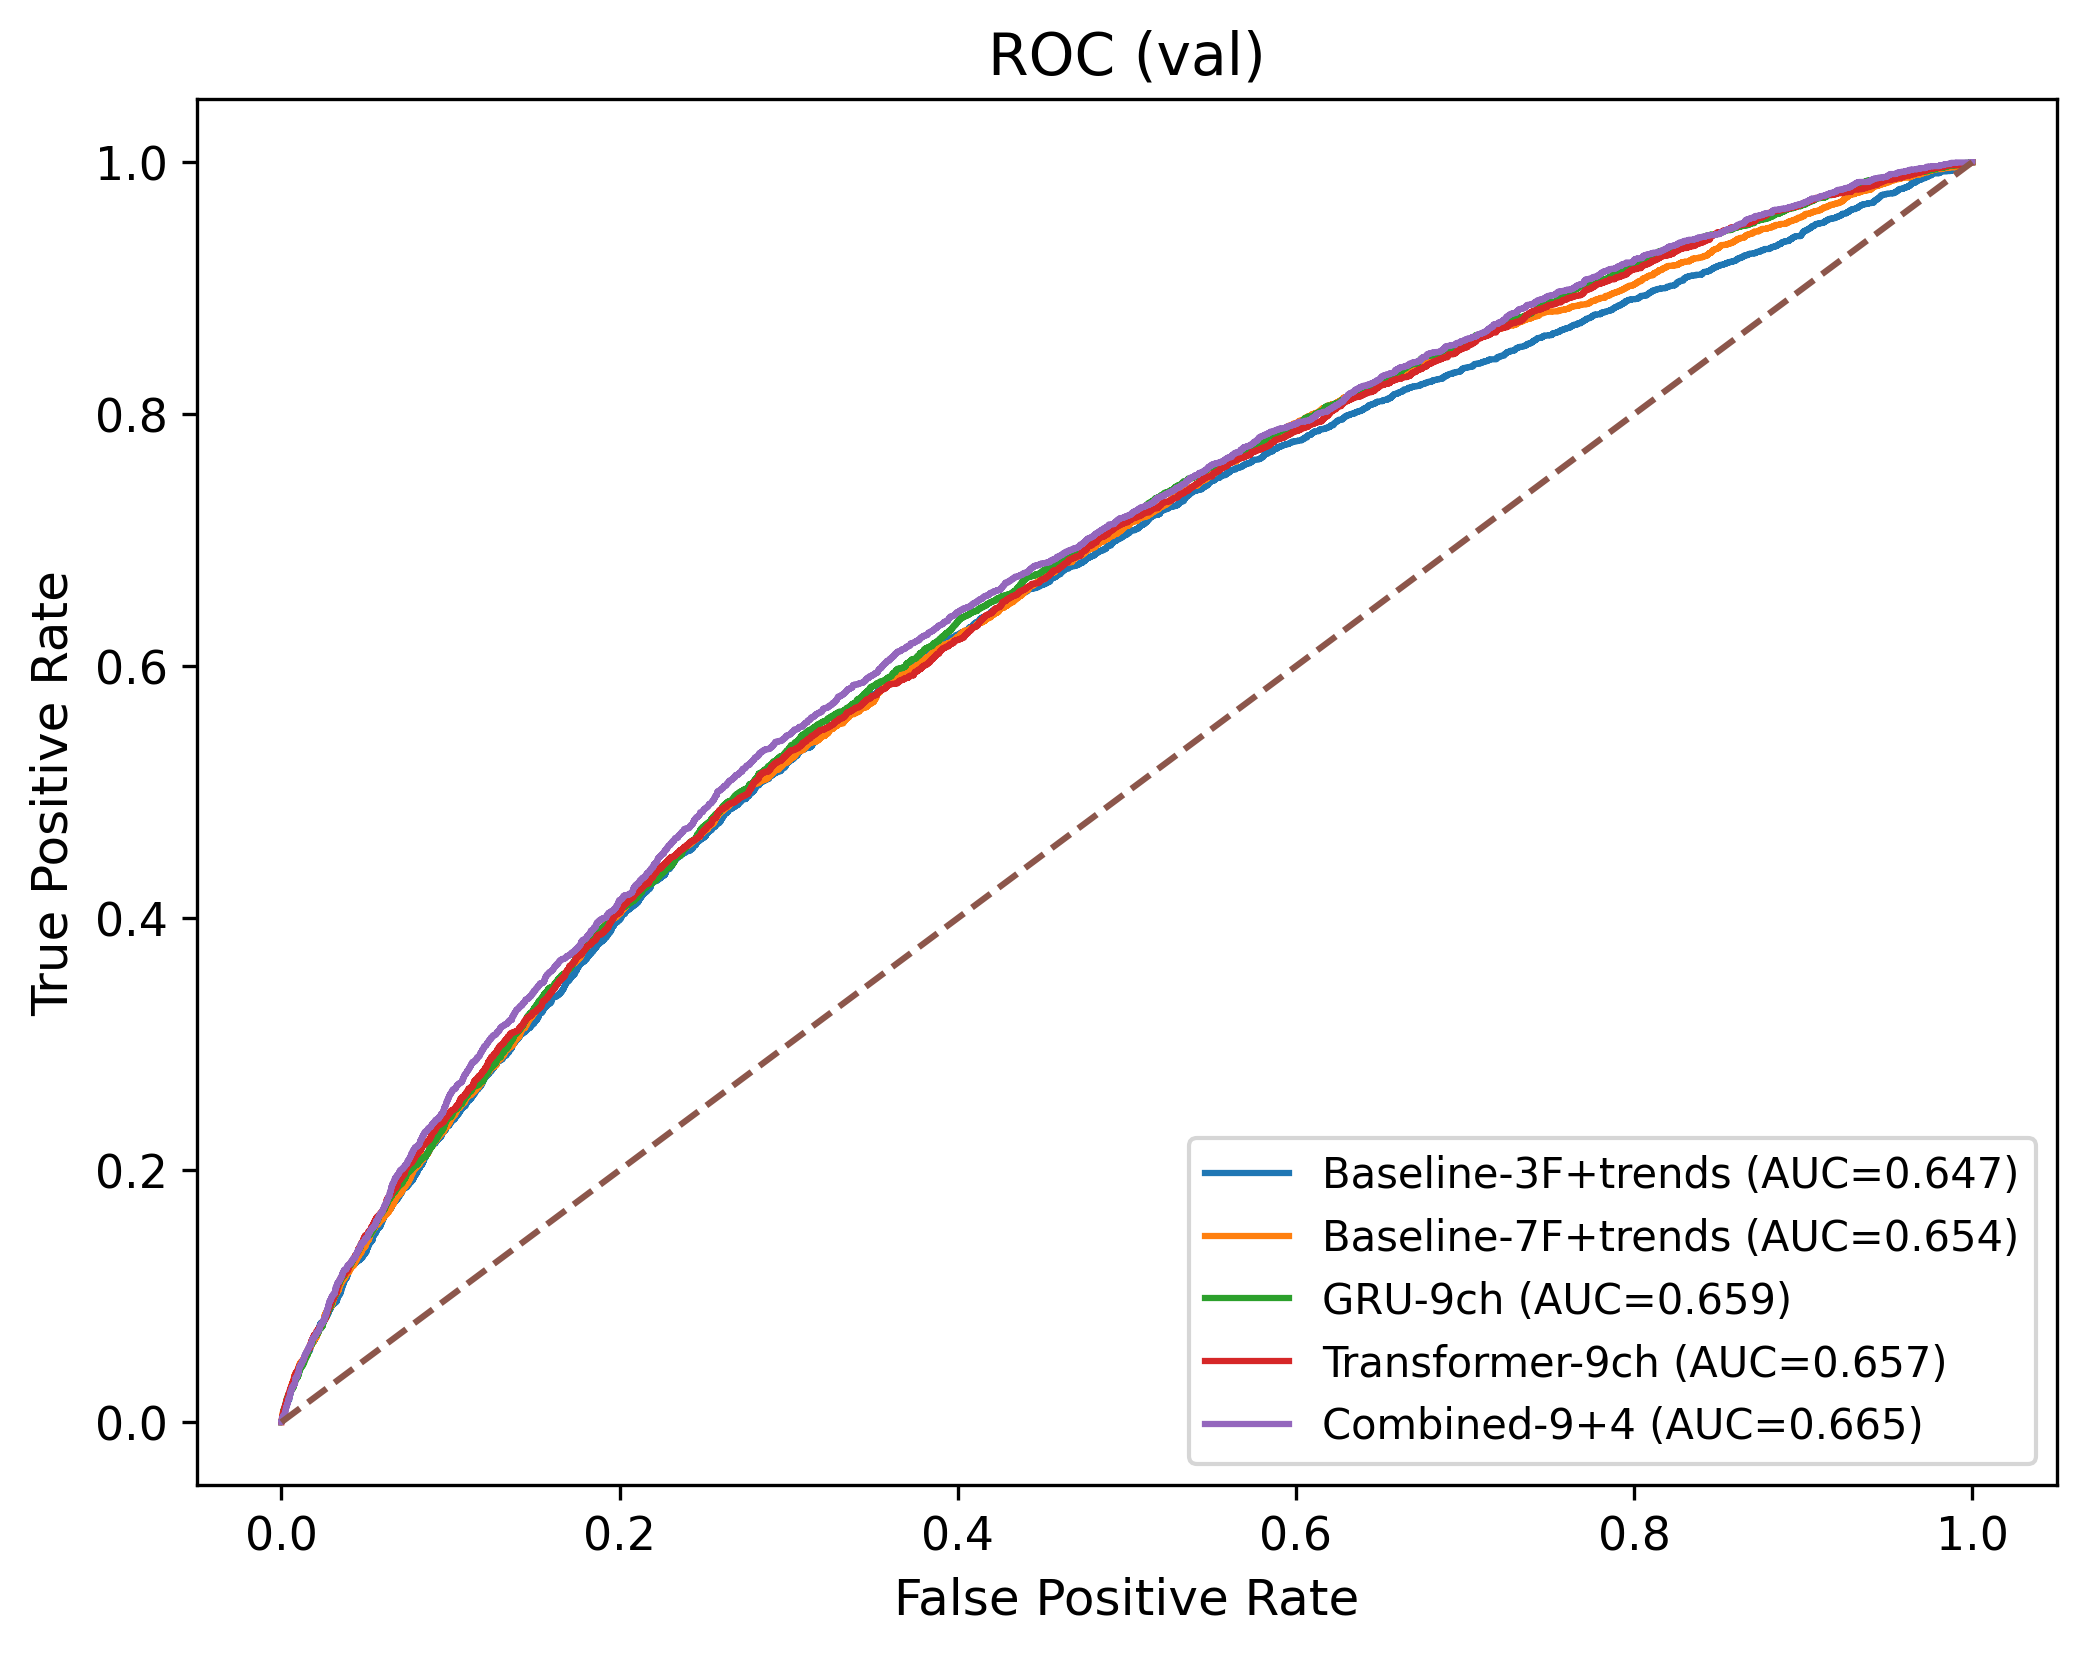 ROC (val)
True Positive Rate
1.0
0.8
0.6
0.4
0.2
0.0
Baseline-3F+trends (AUC=0.647)
Baseline-7F+trends (AUC=0.654)
GRU-9ch (AUC=0.659)
Transformer-9ch (AUC=0.657)
Combined-9+4 (AUC=0.665)
0.0 0.2 0.4 0.6 0.8 1.0
False Positive Rate